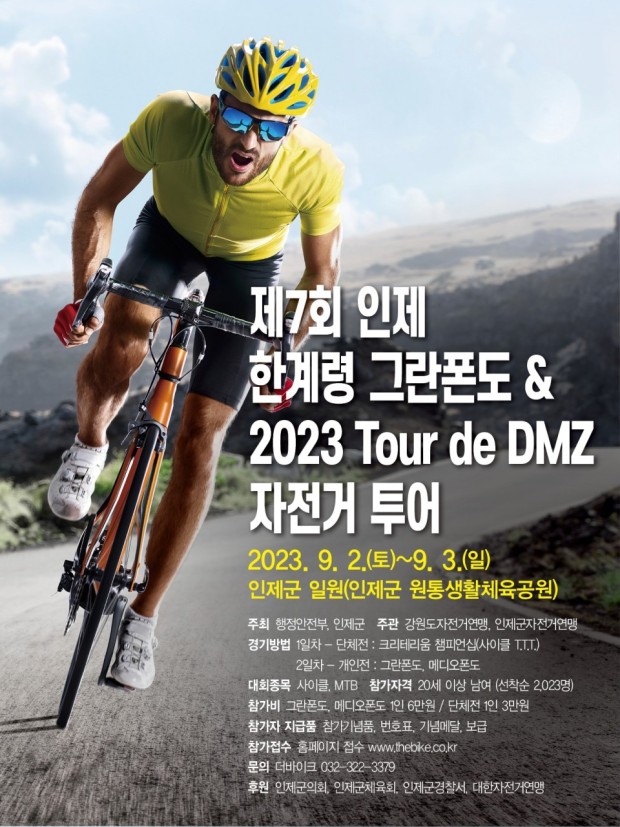 제7회 인제
한계령 그란폰도 &
2023 Tour de DMZ
자전거 투어
2023. 9. 2.(토)~9. 3.(일)
인제군 일원(인제군 원통생활체육공원)
주최 행정안전부, 인제군 주관 강원도자전거연맹, 인제군자전거연맹
경기방법 1일차 - 단체전 : 크리테리움 챔피언십(사이클 T.T.T.)
2일차 - 개인전 : 그란폰도, 메디오폰도
대회종목 사이클, MTB 참가자격 20세 이상 남여 (선착순 2,023명)
참가비 그란폰도, 메디오폰도 1인 6만원 / 단체전 1인 3만원
참가자 지급품 참가기념품, 번호표, 기념메달, 보급
참가접수 홈페이지 접수 www.thebike.co.kr
문의 더바이크 032-322-3379
후원 인제군의회, 인제군체육회, 인제군경찰서, 대한자전거연맹